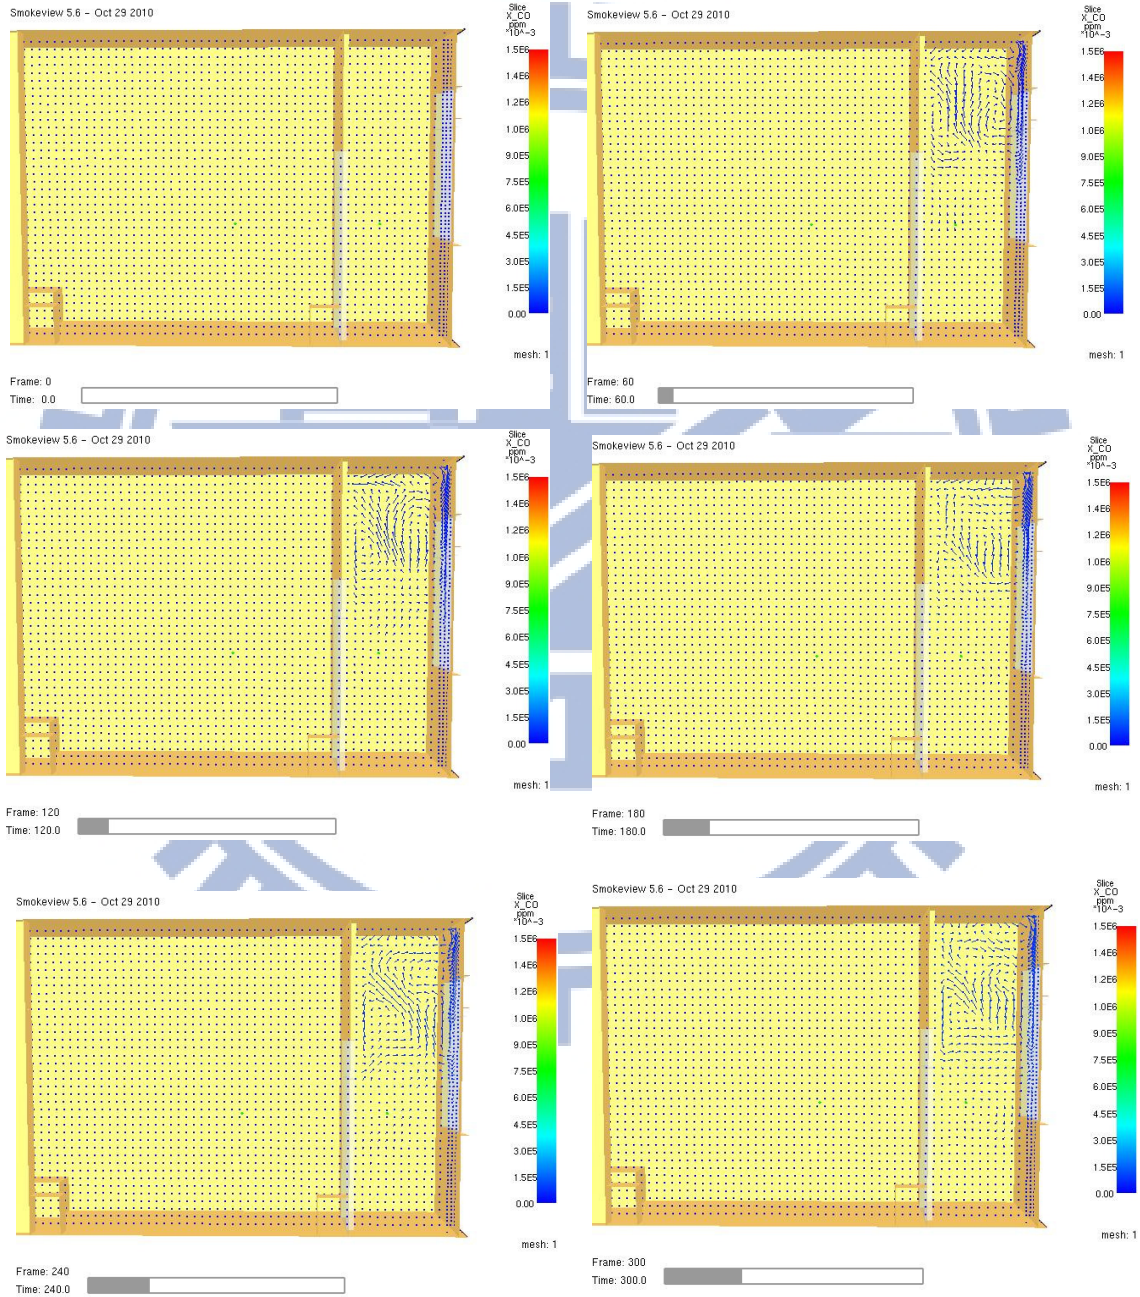 Smokeview 5.6 - Oct 29 2010
Slice
X_CO
ppm
*10^-3
1.5E6
1.4E6
1.2E6
1.0E6
9.0E5
7.5E5
6.0E5
4.5E5
3.0E5
1.5E5
0.00
mesh: 1
Frame: 0
Time: 0.0
Smokeview 5.6 - Oct 29 2010
Slice
X_CO
ppm
*10^-3
1.5E6
1.4E6
1.2E6
1.0E6
9.0E5
7.5E5
6.0E5
4.5E5
3.0E5
1.5E5
0.00
mesh: 1
Frame: 60
Time: 60.0
Smokeview 5.6 - Oct 29 2010
Slice
X_CO
ppm
*10^-3
1.5E6
1.4E6
1.2E6
1.0E6
9.0E5
7.5E5
6.0E5
4.5E5
3.0E5
1.5E5
0.00
mesh: 1
Frame: 120
Time: 120.0
Smokeview 5.6 - Oct 29 2010
Slice
X_CO
ppm
*10^-3
1.5E6
1.4E6
1.2E6
1.0E6
9.0E5
7.5E5
6.0E5
4.5E5
3.0E5
1.5E5
0.00
mesh: 1
Frame: 180
Time: 180.0
Smokeview 5.6 - Oct 29 2010
Slice
X_CO
ppm
*10^-3
1.5E6
1.4E6
1.2E6
1.0E6
9.0E5
7.5E5
6.0E5
4.5E5
3.0E5
1.5E5
0.00
mesh: 1
Frame: 240
Time: 240.0
Smokeview 5.6 - Oct 29 2010
Slice
X_CO
ppm
*10^-3
1.5E6
1.4E6
1.2E6
1.0E6
9.0E5
7.5E5
6.0E5
4.5E5
3.0E5
1.5E5
0.00
mesh: 1
Frame: 300
Time: 300.0